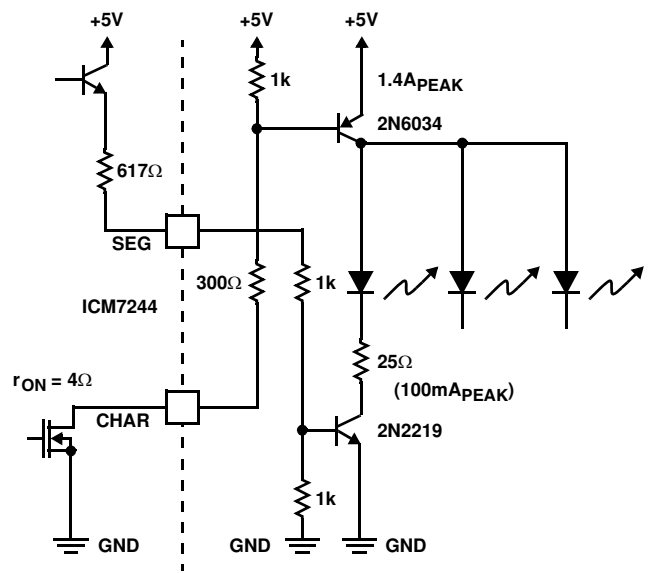 +5V
+5V
+5V
1k
1.4APEAK
2N6034
617Ω
SEG
300Ω
1k
ICM7244
rON = 4Ω
25Ω
(100mAPEAK)
CHAR
2N2219
1k
GND
GND
GND